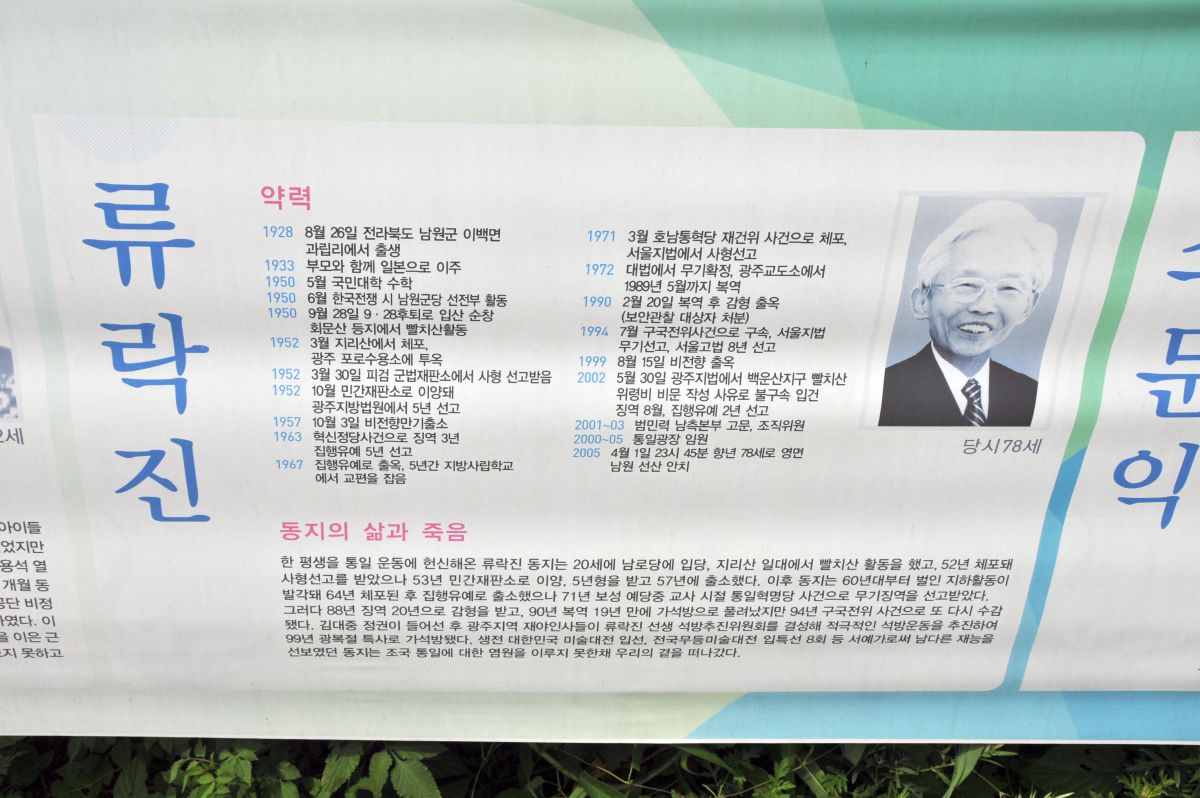 류락진
약력
1928 8월 26일 전라북도 남원군 이백면
과립리에서 출생
1933 부모와 함께 일본으로 이주
1950 5월 국민대학 수학
1950 6월 한국전쟁 시 남원군당 선전부 활동
1950 9월 28일 9·28후퇴로 입산 순창
회문산 등지에서 빨치산활동
1952 3월 지리산에서 체포,
광주 포로수용소에 투옥
1952 3월 30일 피검 군법재판소에서 사형 선고받음
1952 10월 민간재판소로 이양돼
광주지방법원에서 5년 선고
1957 10월 3일 비전향만기출소
1963 혁신정당사건으로 징역 3년
집행유예 5년 선고
1967 집행유예로 출옥, 5년간 지방사립학교
에서 교편을 잡음
1971 3월 호남통혁당 재건위 사건으로 체포,
서울지법에서 사형선고
1972 대법에서 무기확정, 광주교도소에서
1989년 5월까지 복역
1990 2월 20일 복역 후 감형 출옥
(보안관찰 대상자 처분)
1994 7월 구국전위사건으로 구속, 서울지법
무기선고, 서울고법 8년 선고
1999 8월 15일 비전향 출옥
2002 5월 30일 광주지법에서 백운산지구 빨치산
위령비 비문 작성 사유로 불구속 입건
징역 8월, 집행유예 2년 선고
2001~03 범민력 남측본부 고문, 조직위원
2000~05 통일광장 임원
2005 4월 1일 23시 45분 향년 78세로 영면
남원 선산 안치
당시78세
동지의 삶과 죽음
한 평생을 통일 운동에 헌신해온 류락진 동지는 20세에 남로당에 입당, 지리산 일대에서 빨치산 활동을 했고, 52년 체포돼
사형선고를 받았으나 53년 민간재판소로 이양, 5년형을 받고 57년에 출소했다. 이후 동지는 60년대부터 벌인 지하활동이
발각돼 64년 체포된 후 집행유예로 출소했으나 71년 보성 예당중 교사 시절 통일혁명당 사건으로 무기징역을 선고받았다.
그러다 88년 징역 20년으로 감형을 받고, 90년 복역 19년 만에 가석방으로 풀려났지만 94년 구국전위 사건으로 또 다시 수감
됐다. 김대중 정권이 들어선 후 광주지역 재야인사들이 류락진 선생 석방추진위원회를 결성해 적극적인 석방운동을 추진하여
99년 광복절 특사로 가석방됐다. 생전 대한민국 미술대전 입선, 전국무등미술대전 입특선 8회 등 서예가로써 남다른 재능을
선보였던 동지는 조국 통일에 대한 염원을 이루지 못한채 우리의 곁을 떠나갔다.
2세
아이들
었지만
용석 열
개월 동
공단 비정
하였다. 이
을 이은 근
하지 못하고
문익